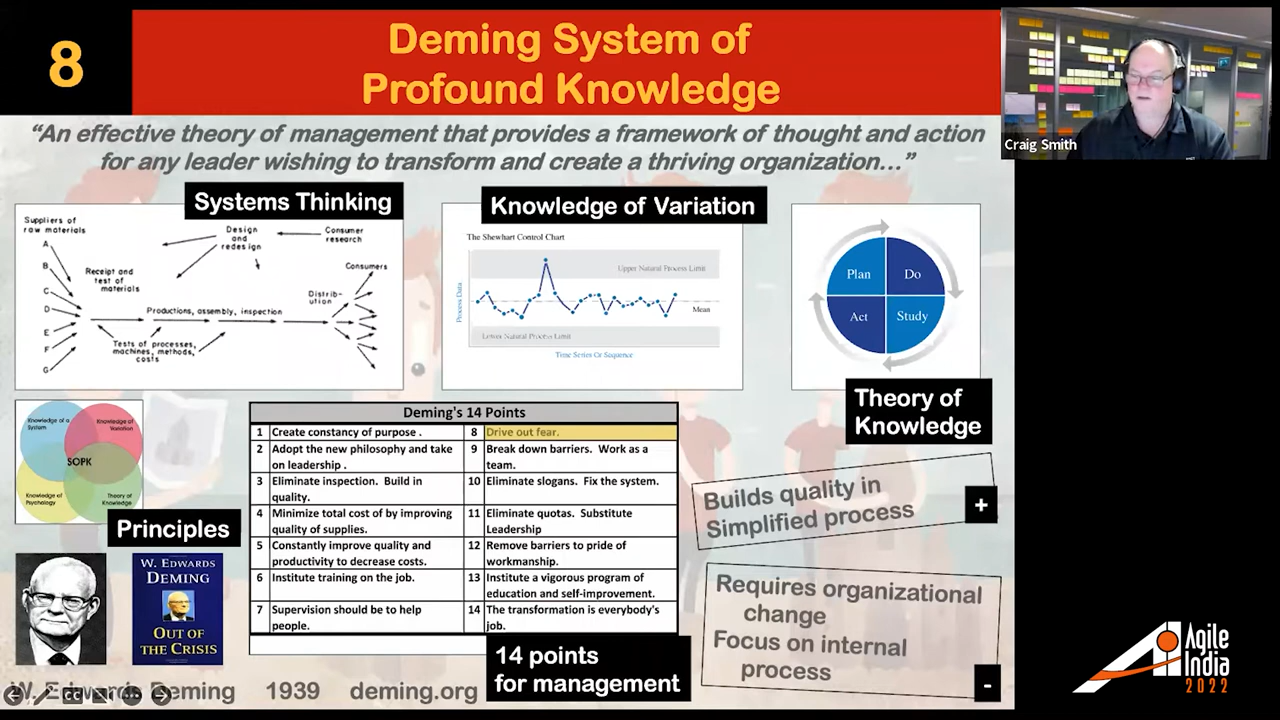 8
Deming System of
Profound Knowledge
Craig Smith
“An effective theory of management that provides a framework of thought and action
for any leader wishing to transform and create a thriving organization…”
Systems Thinking
Suppliers of
raw materials
A
B
C
D
E
F
G
Receipt and
test of
materials
Design
and
redesign
Consumer
research
Consumers
Distrib-
ution
Productions, assembly, inspection
Tests of processes,
machines, methods,
costs
Knowledge of Variation
The Shewhart Control Chart
Upper Natural Process Limit
Process Data
Mean
Lower Natural Process Limit
Time Series Or Sequence
Plan
Do
Act
Study
Theory of
Knowledge
Knowledge of a
System
Knowledge of
Variation
SOPK
Knowledge of
Psychology
Theory of
Knowledge
Principles
W. EDWARDS
DEMING
OUT OF
THE CRISIS
Deming's 14 Points
1 Create constancy of purpose .
2 Adopt the new philosophy and take
on leadership .
3 Eliminate inspection. Build in
quality.
4 Minimize total cost of by improving
quality of supplies.
5 Constantly improve quality and
productivity to decrease costs.
6 Institute training on the job.
7 Supervision should be to help
people.
8 Drive out fear.
9 Break down barriers. Work as a
team.
10 Eliminate slogans. Fix the system.
11 Eliminate quotas. Substitute
Leadership
12 Remove barriers to pride of
workmanship.
13 Institute a vigorous program of
education and self-improvement.
14 The transformation is everybody's
job.
14 points
for management
Builds quality in
Simplified process
+
Requires organizational
change
Focus on internal
process
-
W. Edwards Deming 1939 deming.org
Agile
India
2022